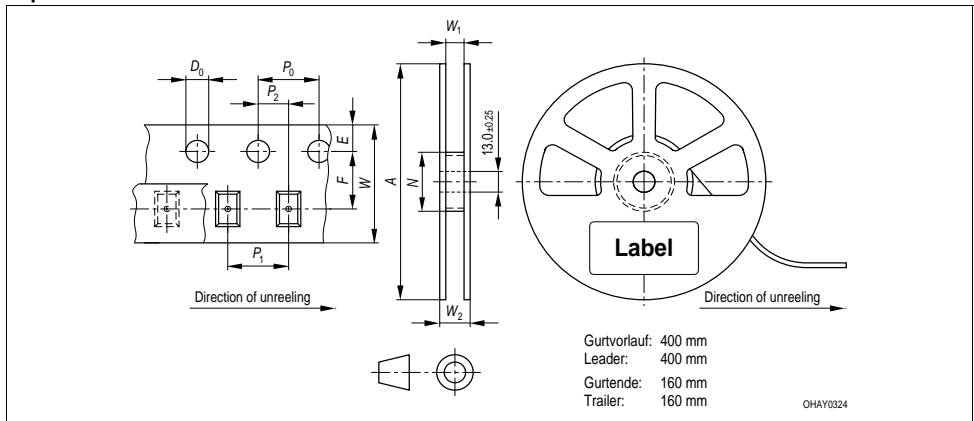 W1
D0
P0
P2
E
F
W
A
N
13.0 ±0.25
Label
P1
W2
Direction of unreeling
Direction of unreeling
Gurtvorlauf: 400 mm
Leader: 400 mm
Gurtende: 160 mm
Trailer: 160 mm
OHAY0324